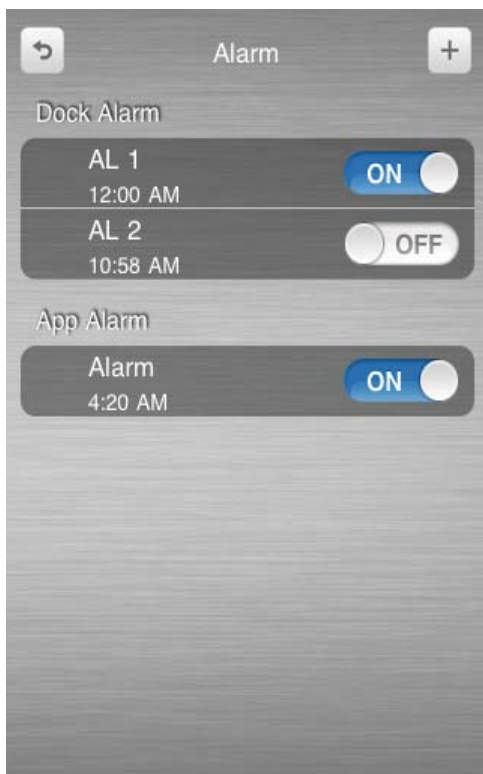 Alarm
Dock Alarm
AL 1
ON
12:00 AM
AL 2
OFF
10:58 AM
App Alarm
Alarm
ON
4:20 AM